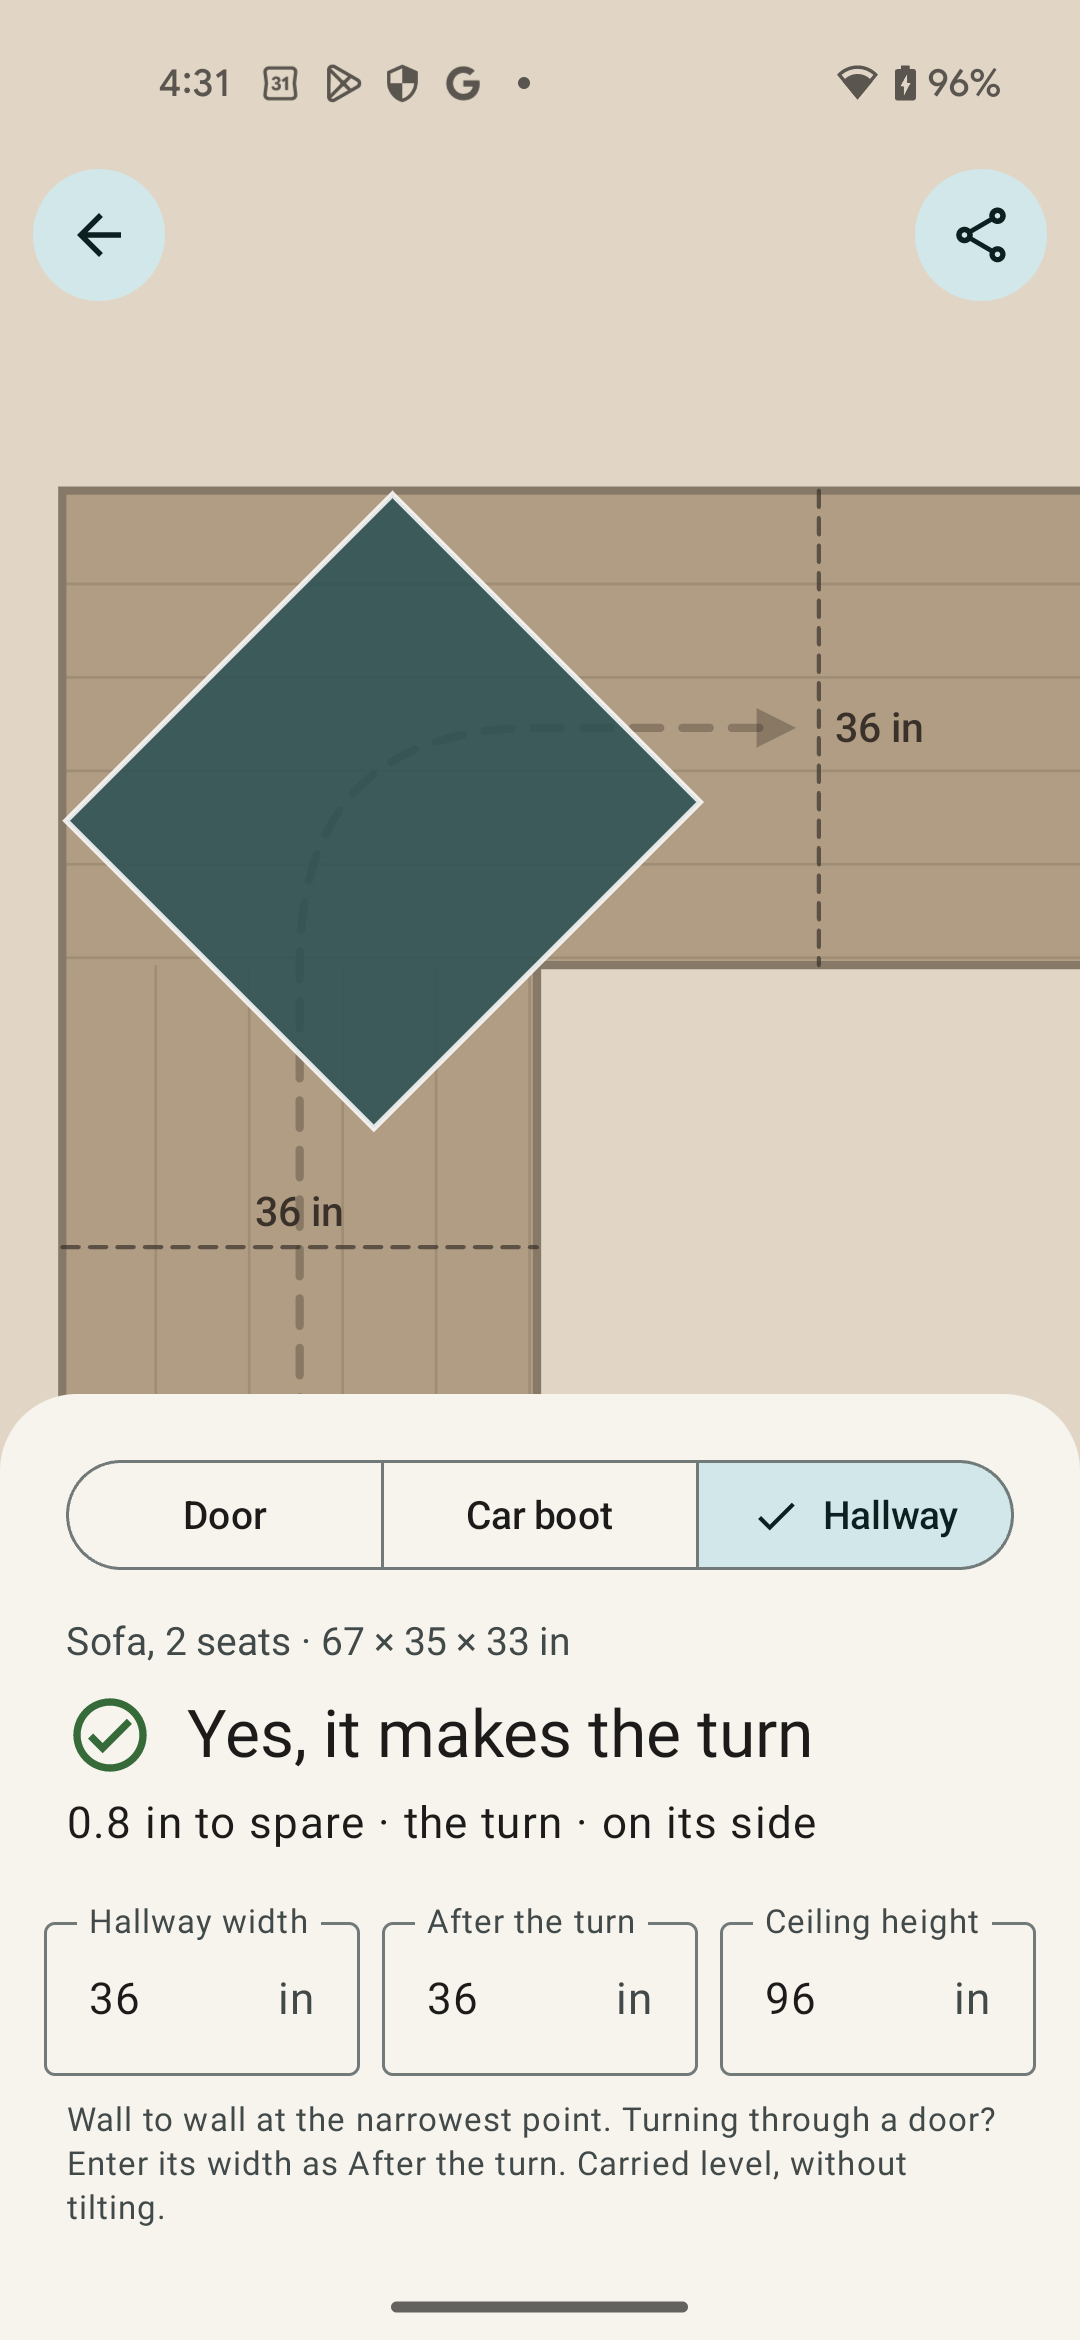 4:31 31 G 96%
36 in
36 in
Door Car boot Hallway
Sofa, 2 seats · 67 × 35 × 33 in
Yes, it makes the turn
0.8 in to spare · the turn · on its side
Hallway width After the turn Ceiling height
36 in 36 in 96 in
Wall to wall at the narrowest point. Turning through a door?
Enter its width as After the turn. Carried level, without
tilting.